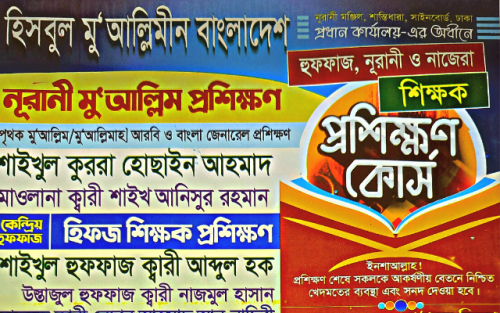 হিসবুল মু'আল্লিমীন বাংলাদেশ
নূরানী মঞ্জিল, শান্তিধারা, সাইনবোর্ড, ঢাকা
প্রধান কার্যালয়-এর অধীনে
হুফফাজ, নূরানী ও নাজেরা
শিক্ষক
প্রশিক্ষণ
কোর্স
নূরানী মু'আল্লিম প্রশিক্ষণ
পৃথক মু'আল্লিম/মু'আল্লিমাহ আরবি ও বাংলা জেনারেল প্রশিক্ষণ
শাইখুল কুররা হোছাইন আহমাদ
মাওলানা ক্বারী শাইখ আনিসুর রহমান
কেন্দ্রিয়
হুফফাজ
হিফজ শিক্ষক প্রশিক্ষণ
শাইখুল হুফফাজ ক্বারী আব্দুল হক
উস্তাজুল হুফফাজ ক্বারী নাজমুল হাসান
ইনশাআল্লাহ!
প্রশিক্ষণ শেষে সকলকে আকর্ষণীয় বেতনে নিশ্চিত
খেদমতের ব্যবস্থা এবং সনদ দেওয়া হবে।